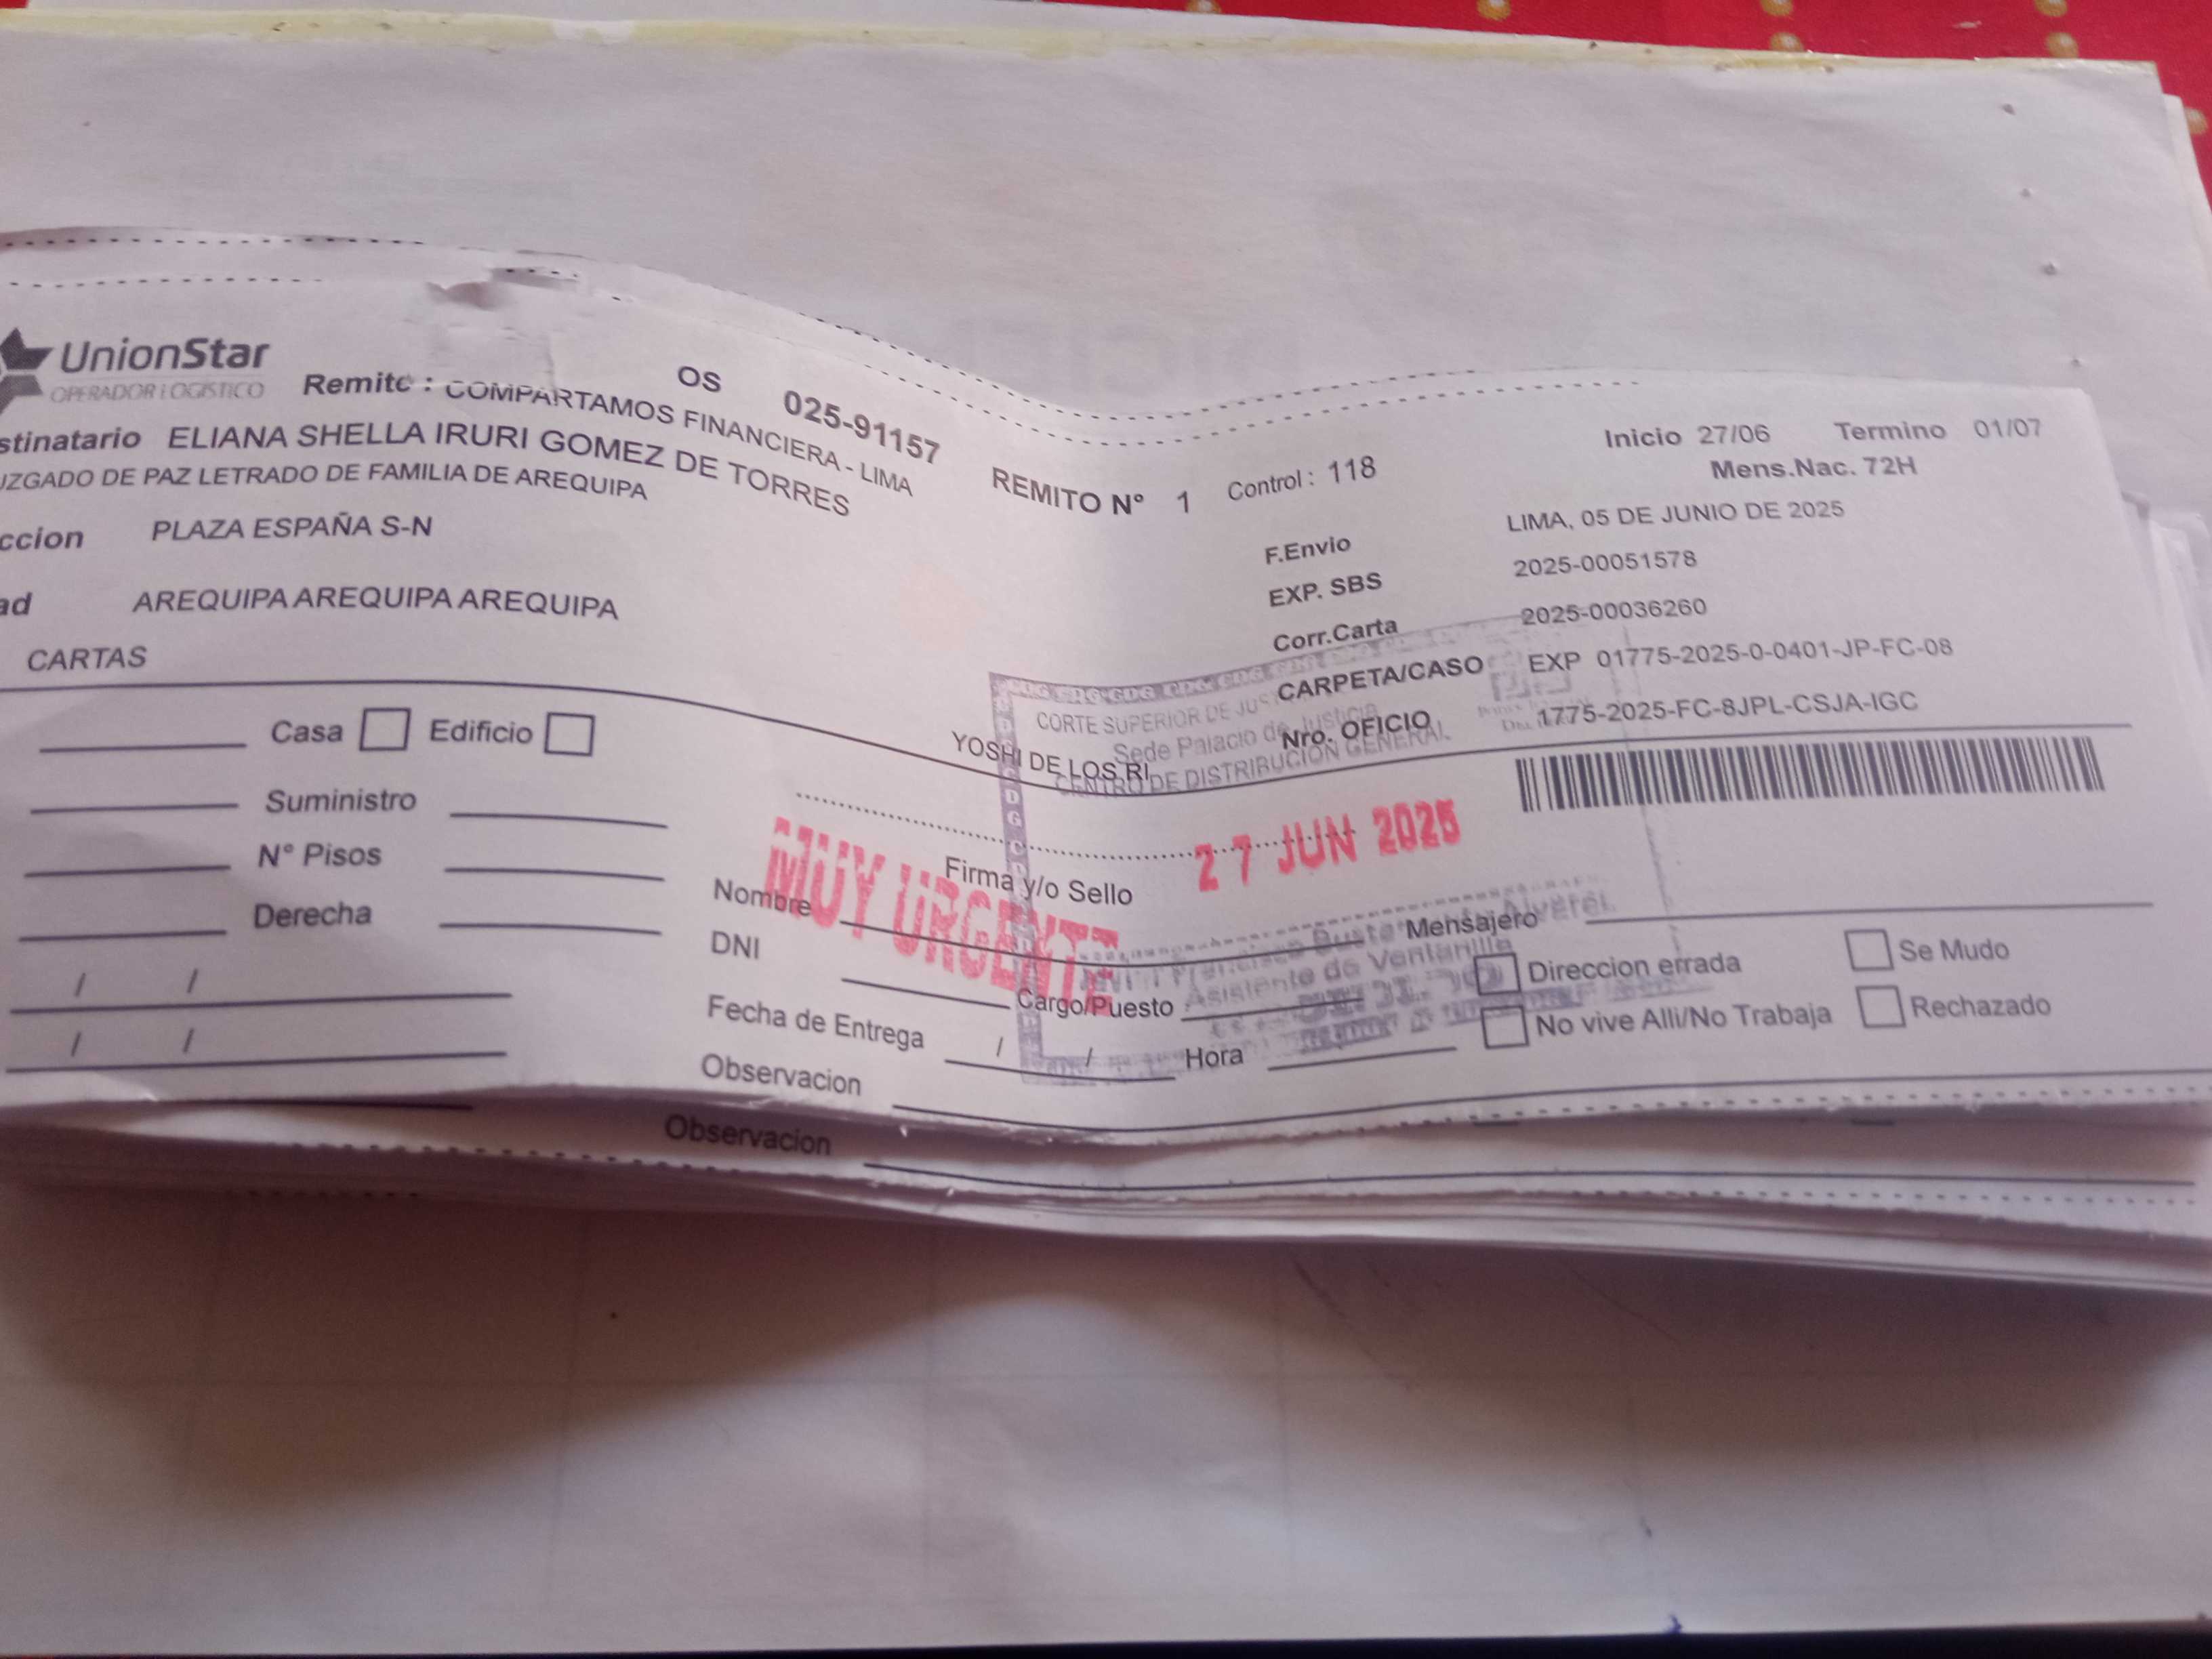 UnionStar
OPERADOR LOGISTICO
OS 025-91157
Remite : COMPARTAMOS FINANCIERA - LIMA
stinatario ELIANA SHELLA IRURI GOMEZ DE TORRES
UZGADO DE PAZ LETRADO DE FAMILIA DE AREQUIPA
ccion PLAZA ESPAÑA S-N
ad AREQUIPA AREQUIPA AREQUIPA
CARTAS
REMITO N° 1 Control : 118
Inicio 27/06 Termino 01/07
Mens.Nac. 72H
F.Envio LIMA, 05 DE JUNIO DE 2025
EXP. SBS 2025-00051578
Corr.Carta 2025-00036260
CARPETA/CASO EXP 01775-2025-0-0401-JP-FC-08
Nro. OFICIO 1775-2025-FC-8JPL-CSJA-IGC
CORTE SUPERIOR DE JUSTICIA
Sede Palacio de Justicia
CENTRO DE DISTRIBUCIÓN GENERAL
YOSHI DE LOS RI
27 JUN 2025
MUY URGENTE
Casa Edificio
Suministro
N° Pisos
Derecha
/ /
/ /
Firma y/o Sello
Nombre
DNI
Cargo/Puesto
Fecha de Entrega / / Hora
Observacion
Mensajero
Asistente de Ventanilla
Direccion errada Se Mudo
No vive Alli/No Trabaja Rechazado
Observacion